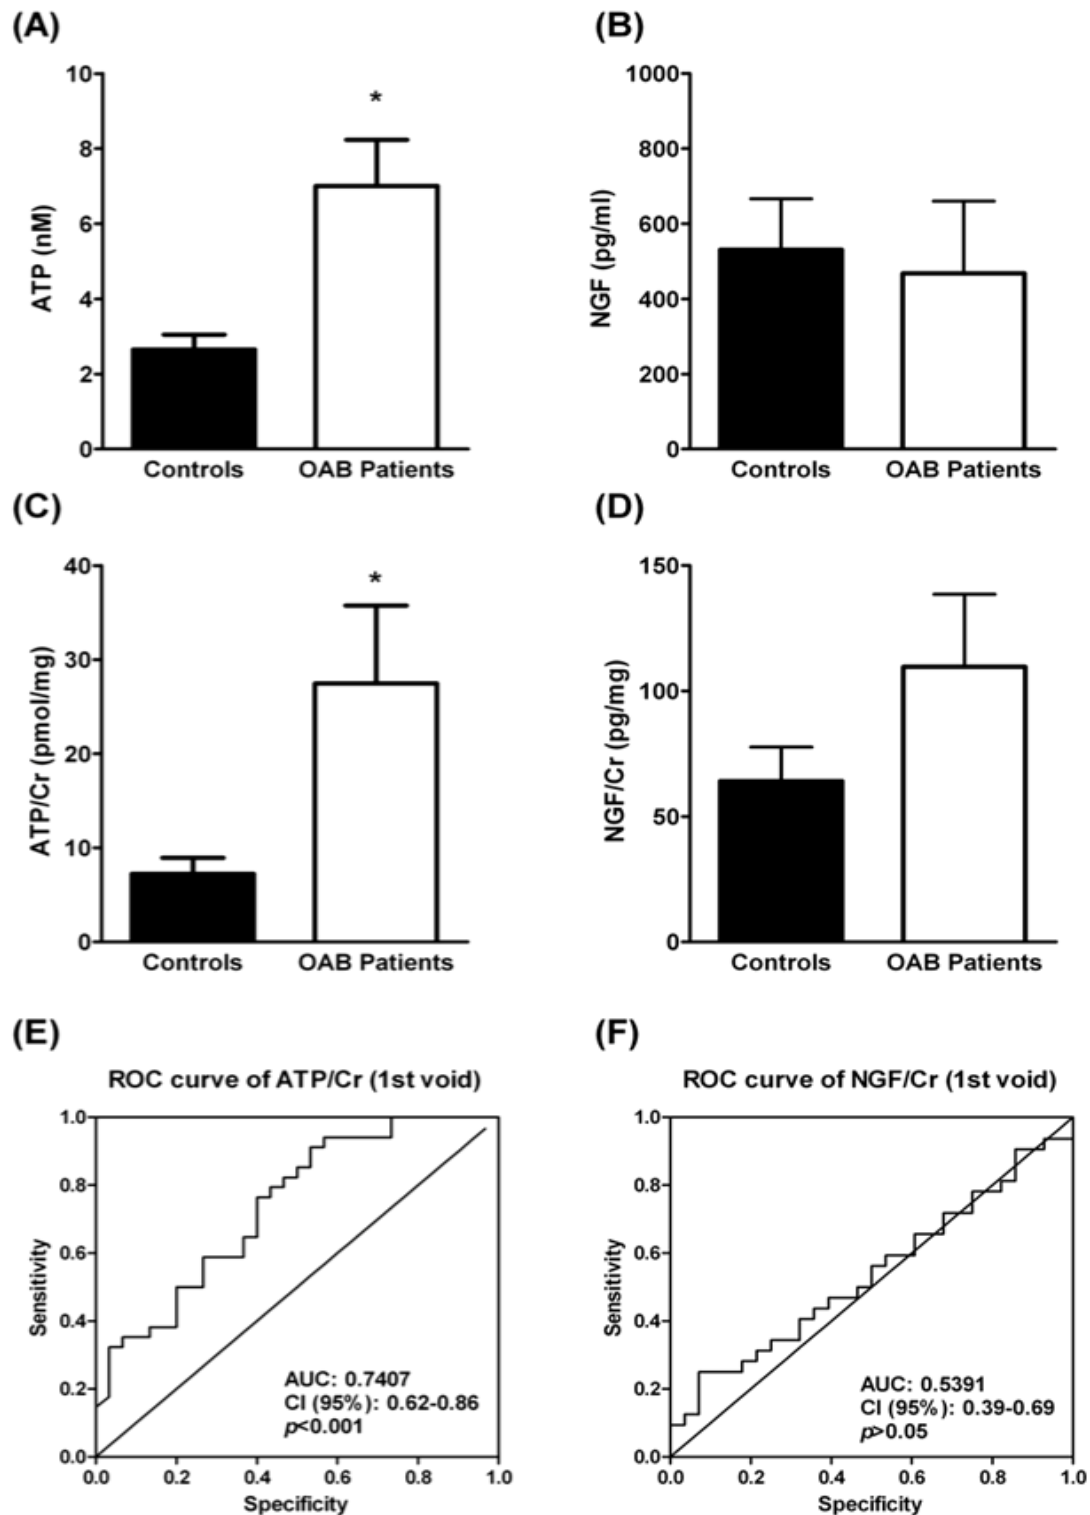 (A)
10
8
6
4
2
0
ATP (nM)
*
Controls
OAB Patients
(B)
1000
800
600
400
200
0
NGF (pg/ml)
Controls
OAB Patients
(C)
40
30
20
10
0
ATP/Cr (pmol/mg)
*
Controls
OAB Patients
(D)
150
100
50
0
NGF/Cr (pg/mg)
Controls
OAB Patients
(E)
ROC curve of ATP/Cr (1st void)
1.0
0.8
0.6
0.4
0.2
0.0
Sensitivity
AUC: 0.7407
CI (95%): 0.62-0.86
p<0.001
0.0 0.2 0.4 0.6 0.8 1.0
Specificity
(F)
ROC curve of NGF/Cr (1st void)
1.0
0.8
0.6
0.4
0.2
0.0
Sensitivity
AUC: 0.5391
CI (95%): 0.39-0.69
p>0.05
0.0 0.2 0.4 0.6 0.8 1.0
Specificity